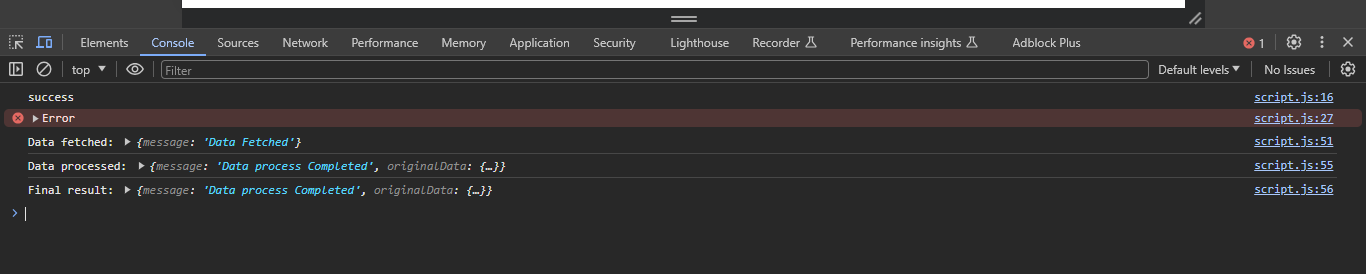 Elements Console Sources Network Performance Memory Application Security Lighthouse Recorder Performance insights Adblock Plus 1
top Filter Default levels No Issues
success script.js:16
Error script.js:27
Data fetched: {message: 'Data Fetched'} script.js:51
Data processed: {message: 'Data process Completed', originalData: {…}} script.js:55
Final result: {message: 'Data process Completed', originalData: {…}} script.js:56